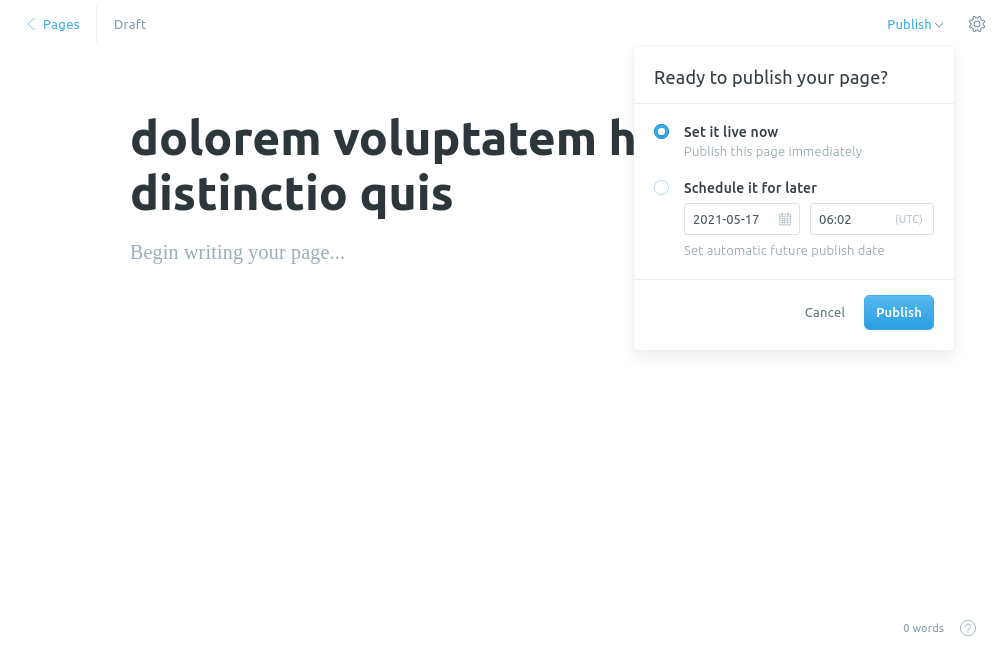 Pages
Draft
Publish
Ready to publish your page?
dolorem voluptatem h
distinctio quis
Begin writing your page...
Set it live now
Publish this page immediately
Schedule it for later
2021-05-17
06:02 (UTC)
Set automatic future publish date
Cancel
Publish
0 words
?